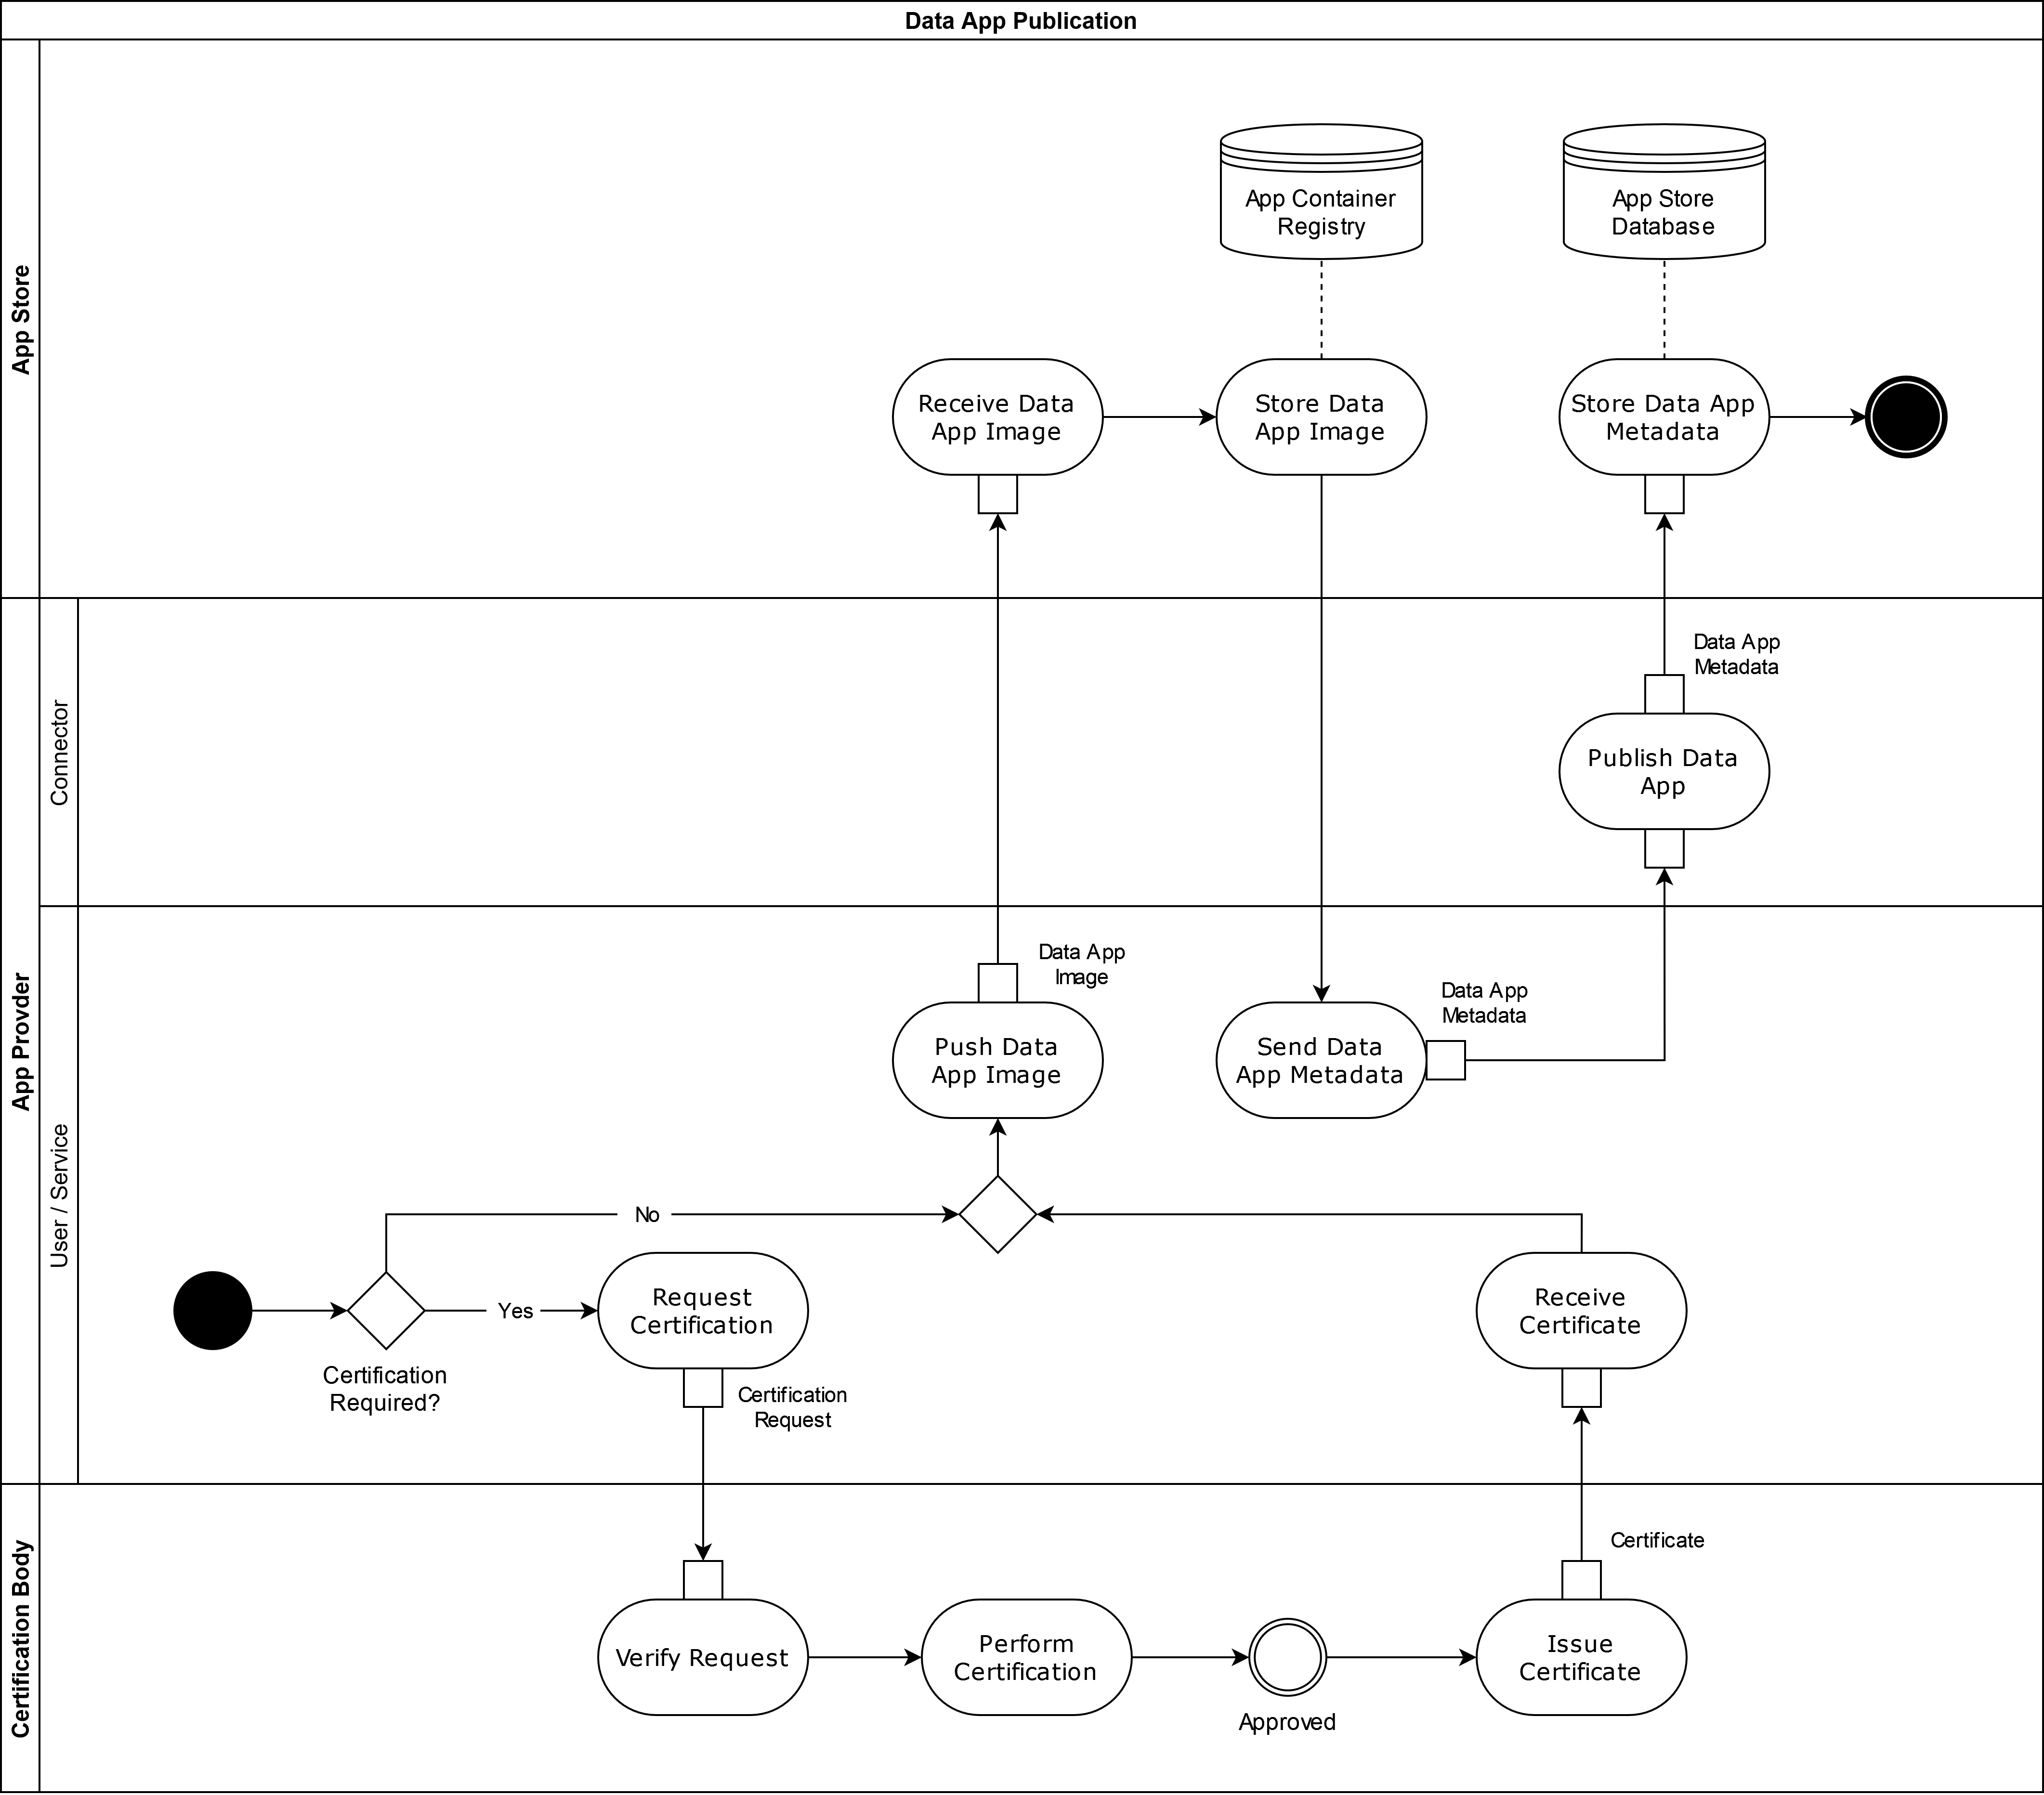 Data App Publication
App Store
App Container
Registry
App Store
Database
Receive Data
App Image
Store Data
App Image
Store Data App
Metadata
App Provder
Connector
Data App
Metadata
Publish Data
App
User / Service
Data App
Image
Data App
Metadata
Push Data
App Image
Send Data
App Metadata
No
Yes
Certification
Required?
Request
Certification
Certification
Request
Receive
Certificate
Certification Body
Certificate
Verify Request
Perform
Certification
Approved
Issue
Certificate